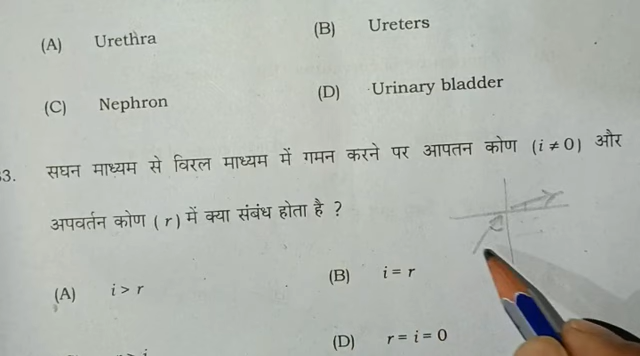 (A) Urethra (B) Ureters
(C) Nephron (D) Urinary bladder
3. सघन माध्यम से विरल माध्यम में गमन करने पर आपतन कोण (i ≠ 0) और
अपवर्तन कोण (r) में क्या संबंध होता है ?
(A) i > r (B) i = r
(D) r = i = 0